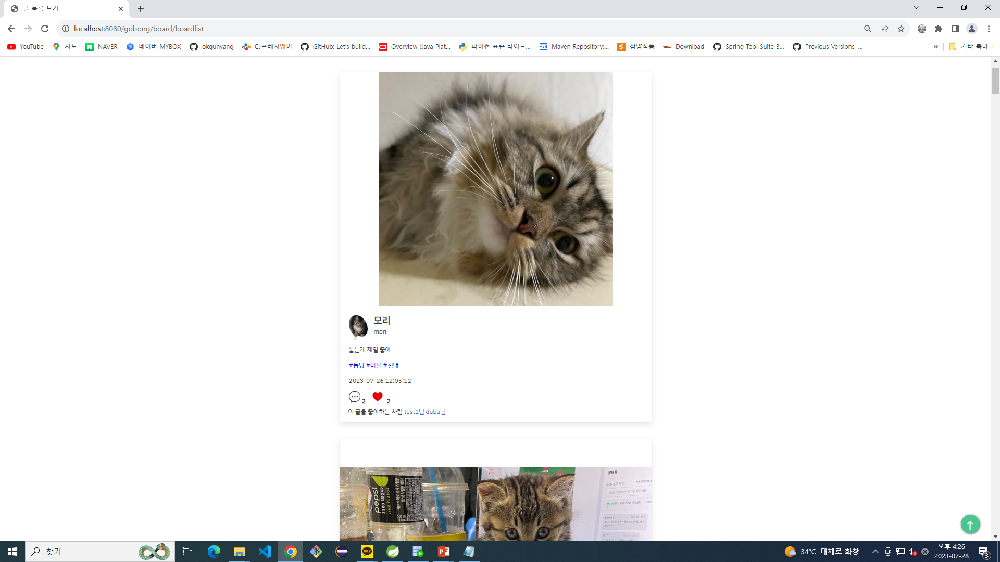 글 목록 보기
localhost:8080/gobong/board/boardlist
YouTube 지도 NAVER 네이버 MYBOX okgunyang CJ프레시웨이 GitHub: Let's build... Overview (Java Plat... 파이썬 표준 라이브... Maven Repository:... 삼양식품 Download Spring Tool Suite 3... Previous Versions ·... » 기타 북마크
모리
mori
눕는게 제일 좋아
#눕냥 #이불 #침대
2023-07-26 12:05:12
2 2
이 글을 좋아하는 사람 test1님 dubu님
pepsi
ZERO SUGAR
LIME FLAVOR
500 ml
찾기
TALK
34°C 대체로 화창
오후 4:26
2023-07-28
3